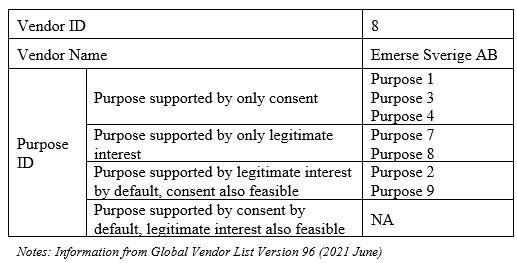 Vendor ID 8
Vendor Name Emerse Sverige AB
Purpose ID
Purpose supported by only consent
Purpose 1
Purpose 3
Purpose 4
Purpose supported by only legitimate
interest
Purpose 7
Purpose 8
Purpose supported by legitimate interest
by default, consent also feasible
Purpose 2
Purpose 9
Purpose supported by consent by
default, legitimate interest also feasible
NA
Notes: Information from Global Vendor List Version 96 (2021 June)